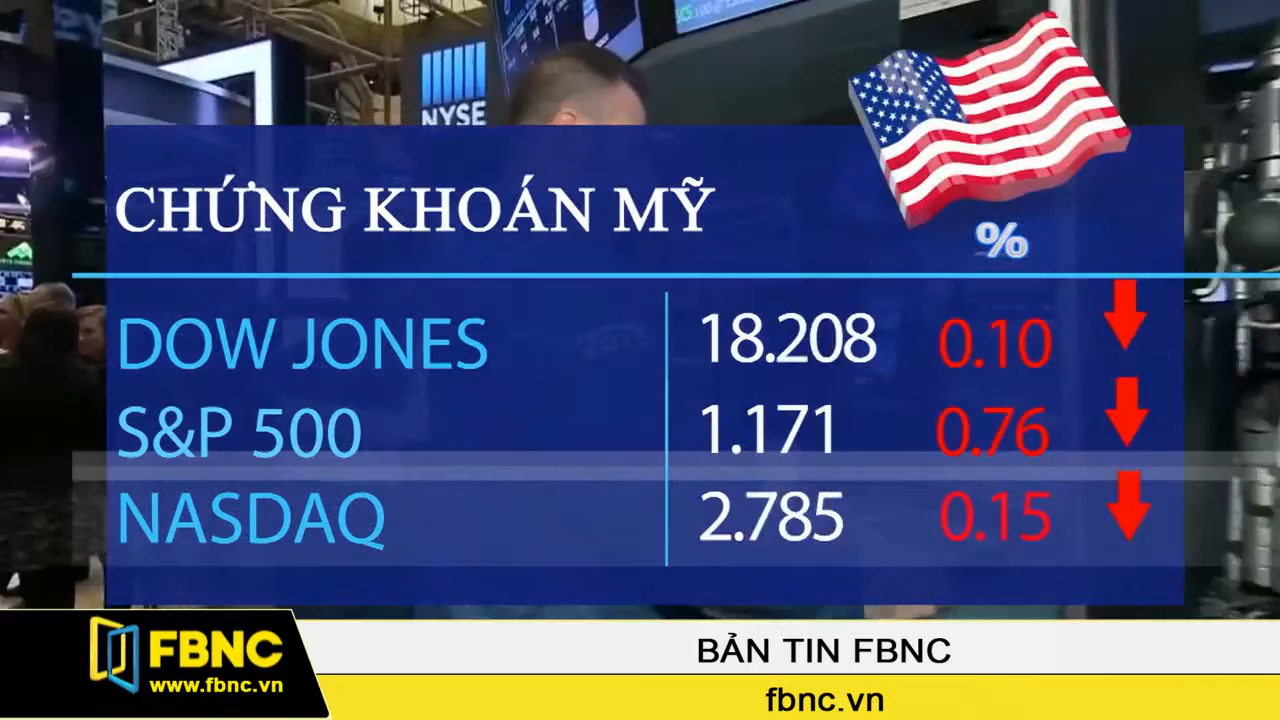 NYSE
CHỨNG KHOÁN MỸ
%
DOW JONES 18.208 0.10
S&P 500 1.171 0.76
NASDAQ 2.785 0.15
FBNC
www.fbnc.vn
BẢN TIN FBNC
fbnc.vn